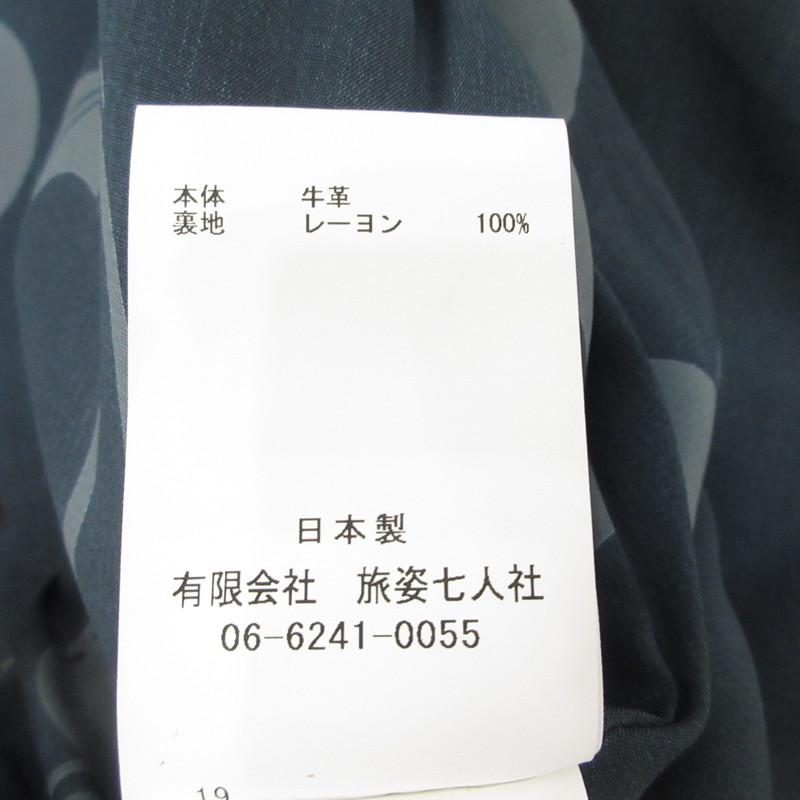 本体 牛革
裏地 レーヨン 100%
日本製
有限会社 旅姿七人社
06-6241-0055
19